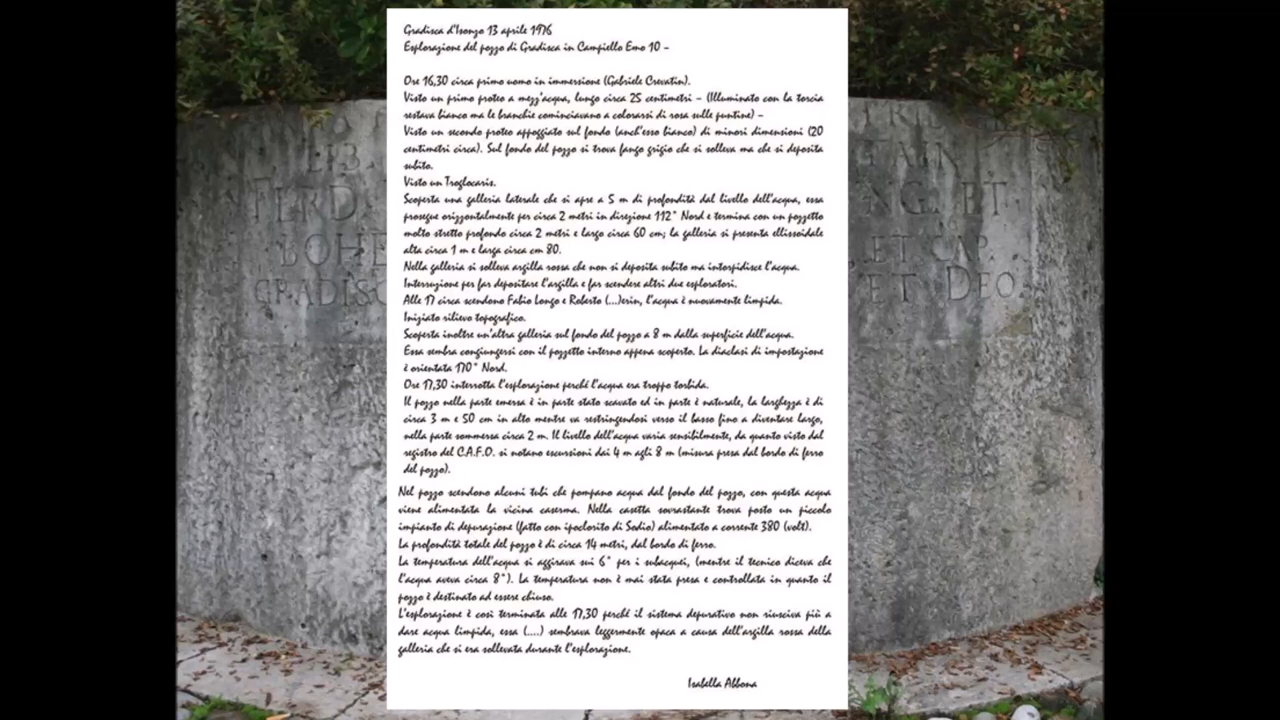 Gradisca d'Isonzo 13 aprile 1976
Esplorazione del pozzo di Gradisca in Campiello Emo 10 –
Ore 16,30 circa primo uomo in immersione (Gabriele Crevatin).
Visto un primo proteo a mezz'acqua, lungo circa 25 centimetri – (Illuminato con la torcia
restava bianco ma le branchie cominciavano a colorarsi di rosa sulle puntine) –
Visto un secondo proteo appoggiato sul fondo (anch'esso bianco) di minori dimensioni (20
centimetri circa). Sul fondo del pozzo si trova fango grigio che si solleva ma che si deposita
subito.
Visto un Troglocaris.
Scoperta una galleria laterale che si apre a 5 m di profondità dal livello dell'acqua, essa
prosegue orizzontalmente per circa 2 metri in direzione 112° Nord e termina con un pozzetto
molto stretto profondo circa 2 metri e largo circa 60 cm; la galleria si presenta ellissoidale
alta circa 1 m e larga circa cm 80.
Nella galleria si solleva argilla rossa che non si deposita subito ma intorpidisce l'acqua.
Interruzione per far depositare l'argilla e far scendere altri due esploratori.
Alle 17 circa scendono Fabio Longo e Roberto (...)erin, l'acqua è nuovamente limpida.
Iniziato rilievo topografico.
Scoperta inoltre un'altra galleria sul fondo del pozzo a 8 m dalla superficie dell'acqua.
Essa sembra congiungersi con il pozzetto interno appena scoperto. La diaclasi di impostazione
è orientata 170° Nord.
Ore 17,30 interrotta l'esplorazione perché l'acqua era troppo torbida.
Il pozzo nella parte emersa è in parte stato scavato ed in parte è naturale, la larghezza è di
circa 3 m e 50 cm in alto mentre va restringendosi verso il basso fino a diventare largo,
nella parte sommersa circa 2 m. Il livello dell'acqua varia sensibilmente, da quanto visto dal
registro del C.A.F.O. si notano escursioni dai 4 m agli 8 m (misura presa dal bordo di ferro
del pozzo).
Nel pozzo scendono alcuni tubi che pompano acqua dal fondo del pozzo, con questa acqua
viene alimentata la vicina caserma. Nella casetta sovrastante trova posto un piccolo
impianto di depurazione (fatto con ipoclorito di Sodio) alimentato a corrente 380 (volt).
La profondità totale del pozzo è di circa 14 metri, dal bordo di ferro.
La temperatura dell'acqua si aggirava sui 6° per i subacquei, (mentre il tecnico diceva che
l'acqua aveva circa 8°). La temperatura non è mai stata presa e controllata in quanto il
pozzo è destinato ad essere chiuso.
L'esplorazione è così terminata alle 17,30 perché il sistema depurativo non riusciva più a
dare acqua limpida, essa (....) sembrava leggermente opaca a causa dell'argilla rossa della
galleria che si era sollevata durante l'esplorazione.
Isabella Abbona
FERD
BOHE
GRADISC
ET
ET CAP.
ET DEO